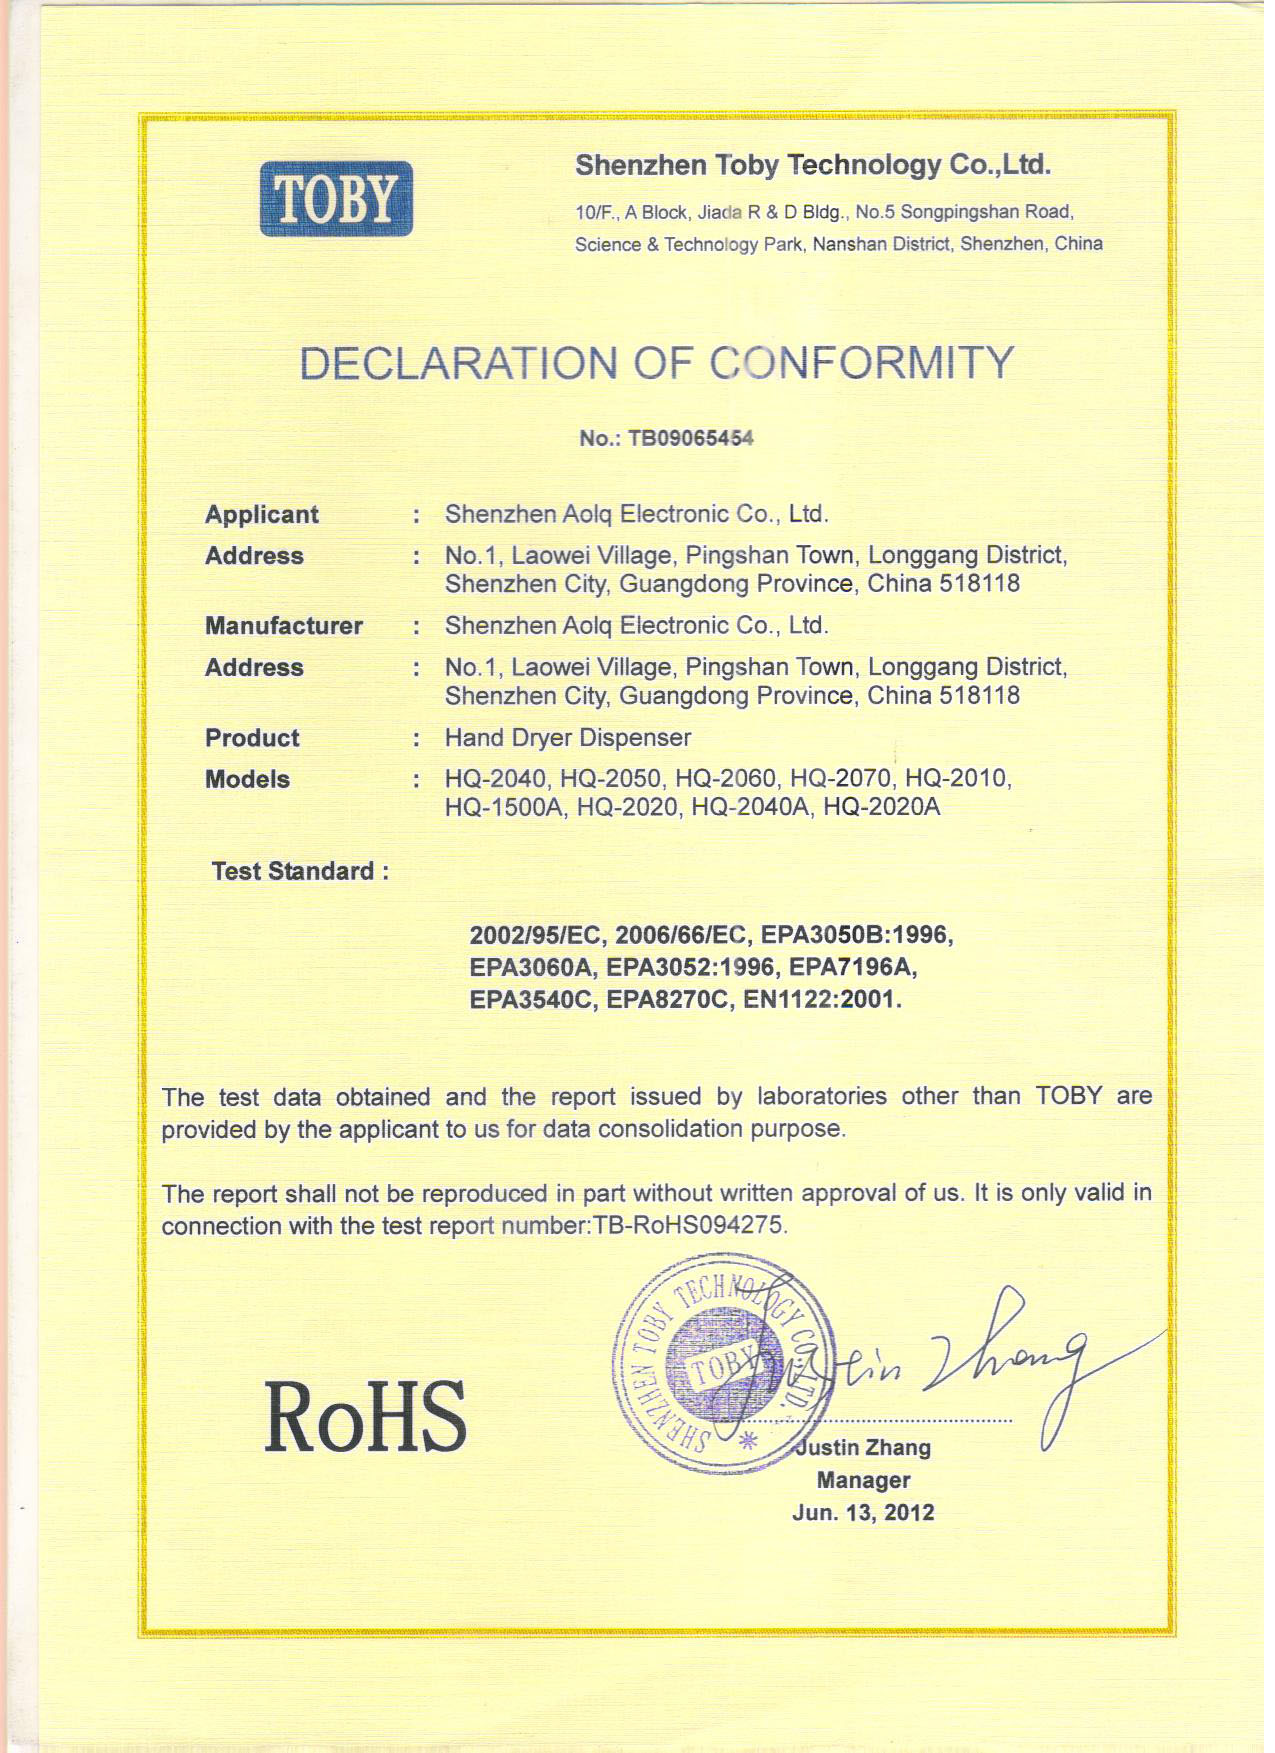 TOBY
Shenzhen Toby Technology Co.,Ltd.
10/F., A Block, Jiada R & D Bldg., No.5 Songpingshan Road,
Science & Technology Park, Nanshan District, Shenzhen, China
DECLARATION OF CONFORMITY
No.: TB09065454
Applicant : Shenzhen Aolq Electronic Co., Ltd.
Address : No.1, Laowei Village, Pingshan Town, Longgang District,
Shenzhen City, Guangdong Province, China 518118
Manufacturer : Shenzhen Aolq Electronic Co., Ltd.
Address : No.1, Laowei Village, Pingshan Town, Longgang District,
Shenzhen City, Guangdong Province, China 518118
Product : Hand Dryer Dispenser
Models : HQ-2040, HQ-2050, HQ-2060, HQ-2070, HQ-2010,
HQ-1500A, HQ-2020, HQ-2040A, HQ-2020A
Test Standard :
2002/95/EC, 2006/66/EC, EPA3050B:1996,
EPA3060A, EPA3052:1996, EPA7196A,
EPA3540C, EPA8270C, EN1122:2001.
The test data obtained and the report issued by laboratories other than TOBY are
provided by the applicant to us for data consolidation purpose.
The report shall not be reproduced in part without written approval of us. It is only valid in
connection with the test report number:TB-RoHS094275.
RoHS
SHENZHEN TOBY TECHNOLOGY CO.,LTD.
TOBY
Justin Zhang
Justin Zhang
Manager
Jun. 13, 2012